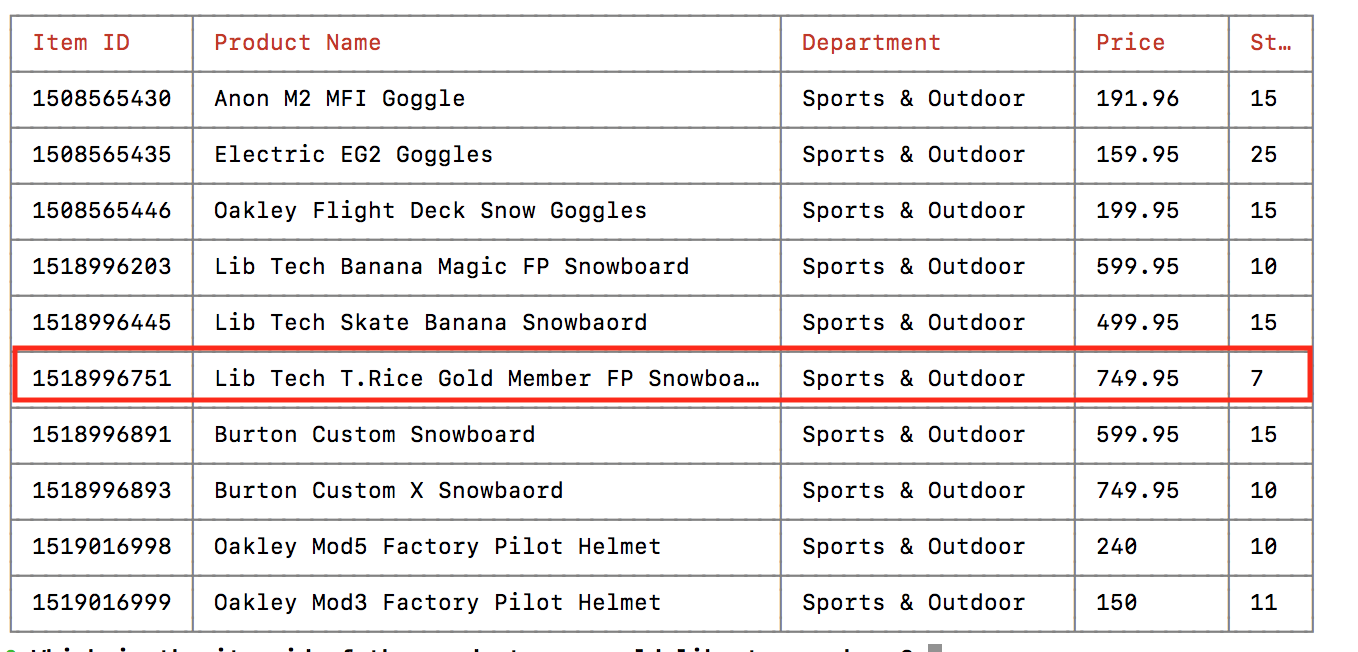 Item ID Product Name Department Price St…
1508565430 Anon M2 MFI Goggle Sports & Outdoor 191.96 15
1508565435 Electric EG2 Goggles Sports & Outdoor 159.95 25
1508565446 Oakley Flight Deck Snow Goggles Sports & Outdoor 199.95 15
1518996203 Lib Tech Banana Magic FP Snowboard Sports & Outdoor 599.95 10
1518996445 Lib Tech Skate Banana Snowbaord Sports & Outdoor 499.95 15
1518996751 Lib Tech T.Rice Gold Member FP Snowboa… Sports & Outdoor 749.95 7
1518996891 Burton Custom Snowboard Sports & Outdoor 599.95 15
1518996893 Burton Custom X Snowbaord Sports & Outdoor 749.95 10
1519016998 Oakley Mod5 Factory Pilot Helmet Sports & Outdoor 240 10
1519016999 Oakley Mod3 Factory Pilot Helmet Sports & Outdoor 150 11